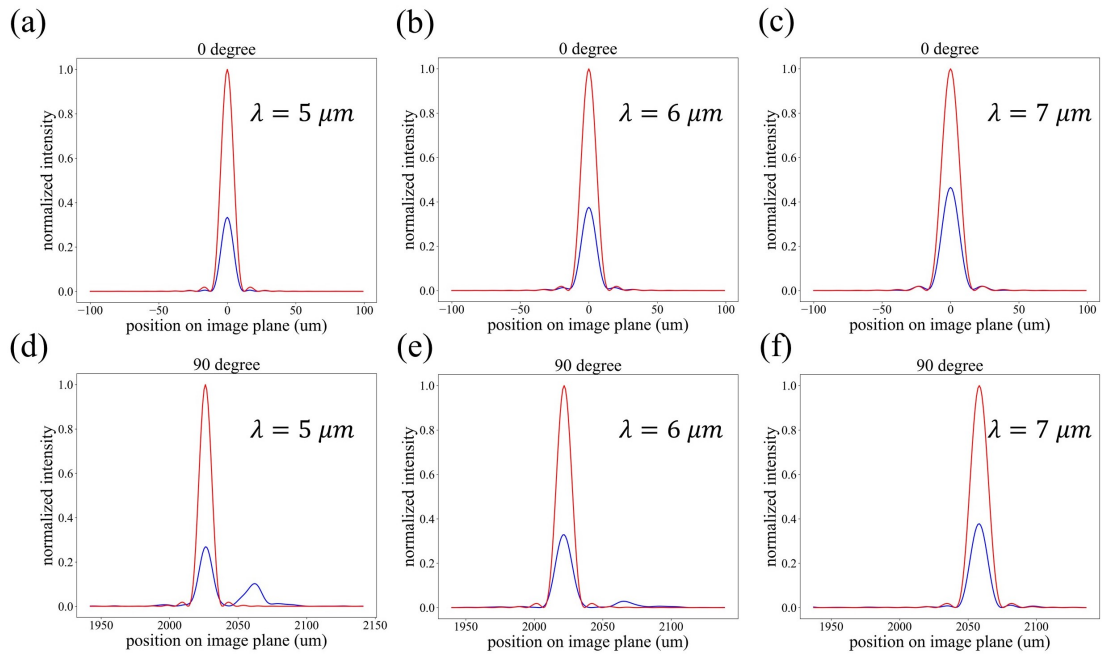 (a)
0 degree
λ = 5 μm
normalized intensity
1.0
0.8
0.6
0.4
0.2
0.0
−100
−50
0
50
100
position on image plane (um)
(b)
0 degree
λ = 6 μm
normalized intensity
1.0
0.8
0.6
0.4
0.2
0.0
−100
−50
0
50
100
position on image plane (um)
(c)
0 degree
λ = 7 μm
normalized intensity
1.0
0.8
0.6
0.4
0.2
0.0
−100
−50
0
50
100
position on image plane (um)
(d)
90 degree
λ = 5 μm
normalized intensity
1.0
0.8
0.6
0.4
0.2
0.0
1950
2000
2050
2100
2150
position on image plane (um)
(e)
90 degree
λ = 6 μm
normalized intensity
1.0
0.8
0.6
0.4
0.2
0.0
1950
2000
2050
2100
position on image plane (um)
(f)
90 degree
λ = 7 μm
normalized intensity
1.0
0.8
0.6
0.4
0.2
0.0
1950
2000
2050
2100
position on image plane (um)